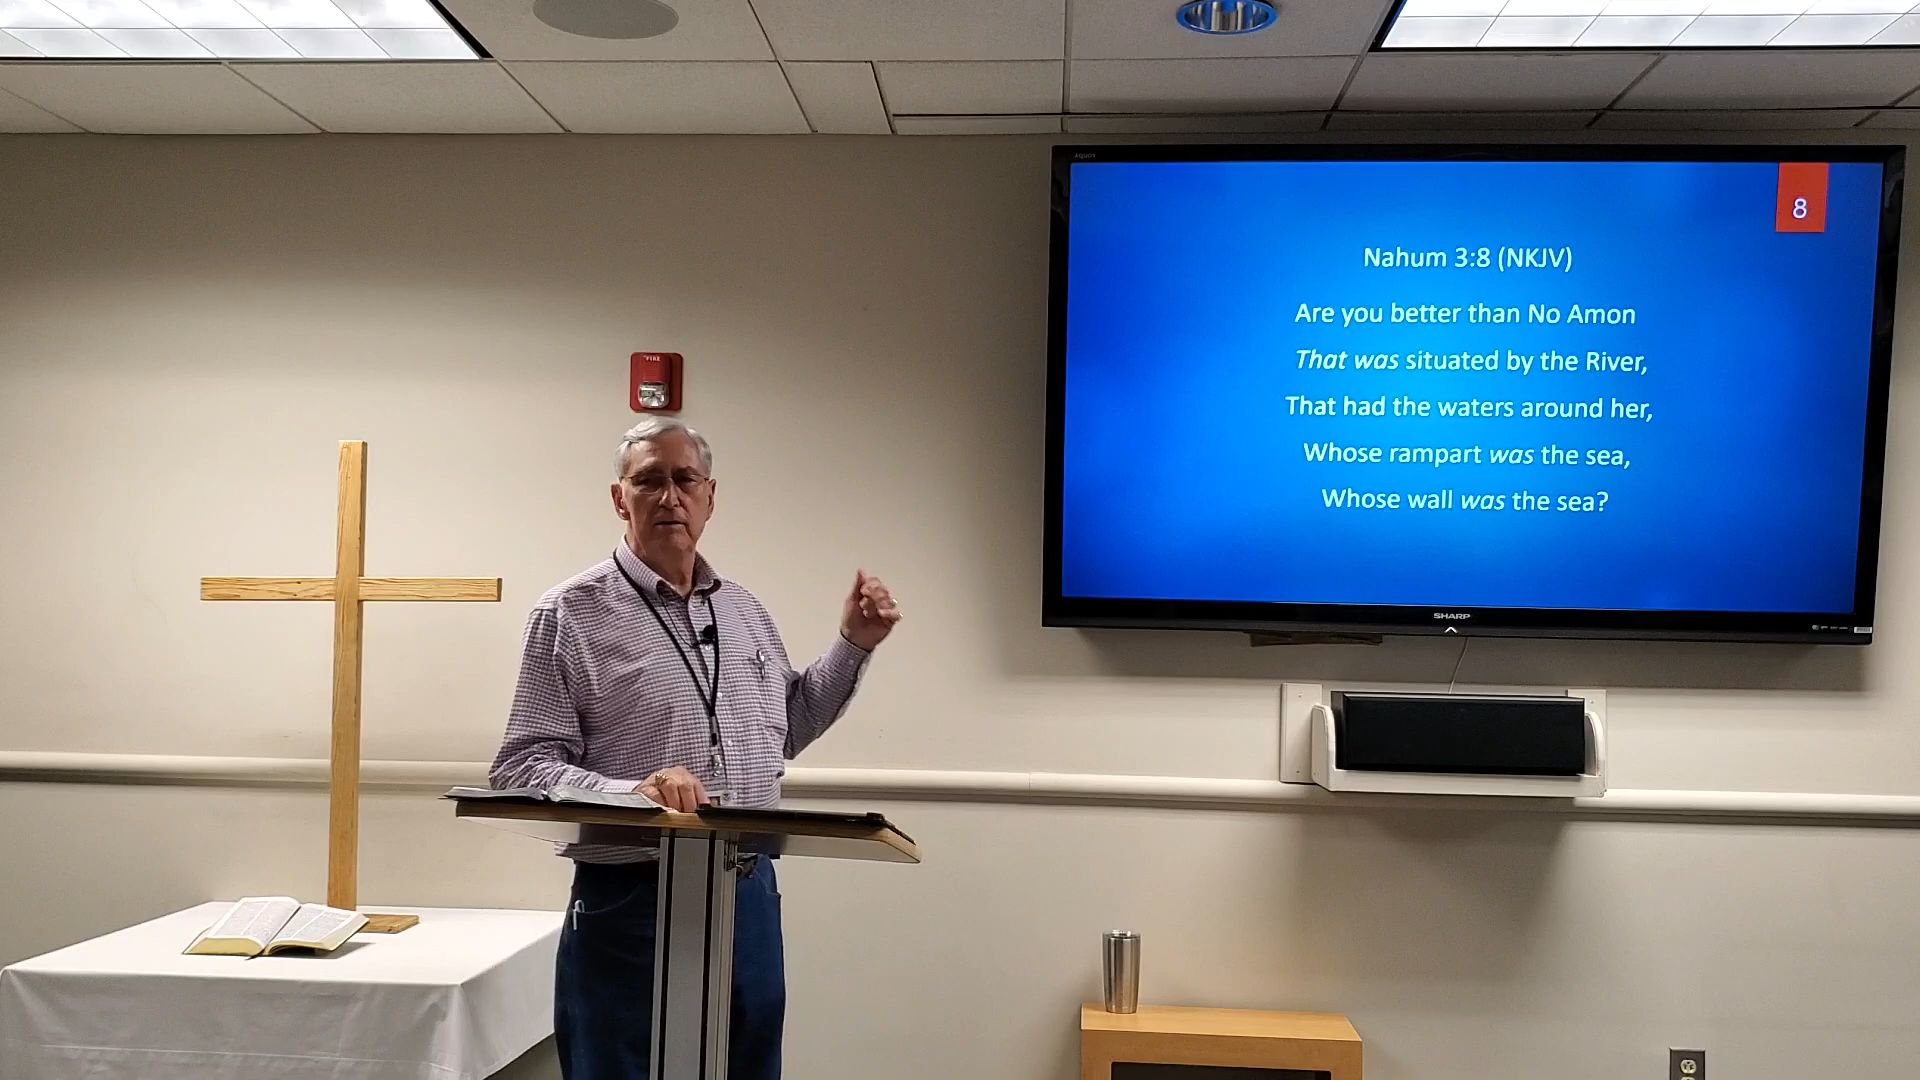 AQUOS
8
Nahum 3:8 (NKJV)
Are you better than No Amon
That was situated by the River,
That had the waters around her,
Whose rampart was the sea,
Whose wall was the sea?
SHARP
FIRE